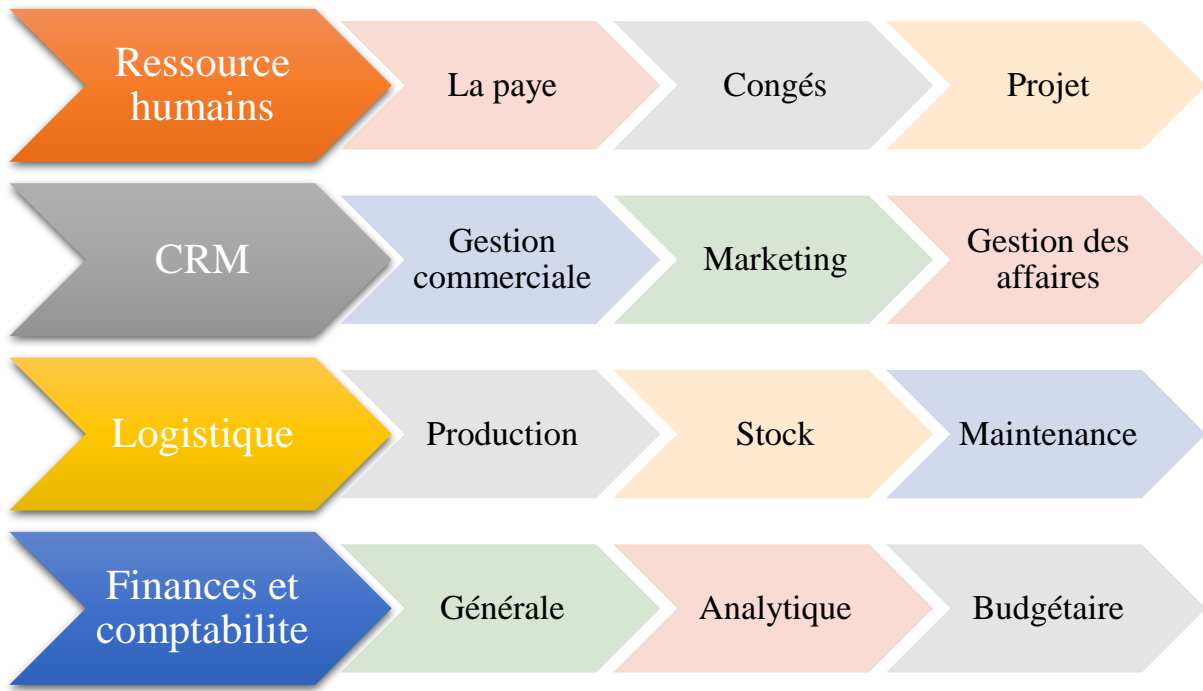 Ressource
humains
La paye
Congés
Projet
CRM
Gestion
commerciale
Marketing
Gestion des
affaires
Logistique
Production
Stock
Maintenance
Finances et
comptabilite
Générale
Analytique
Budgétaire